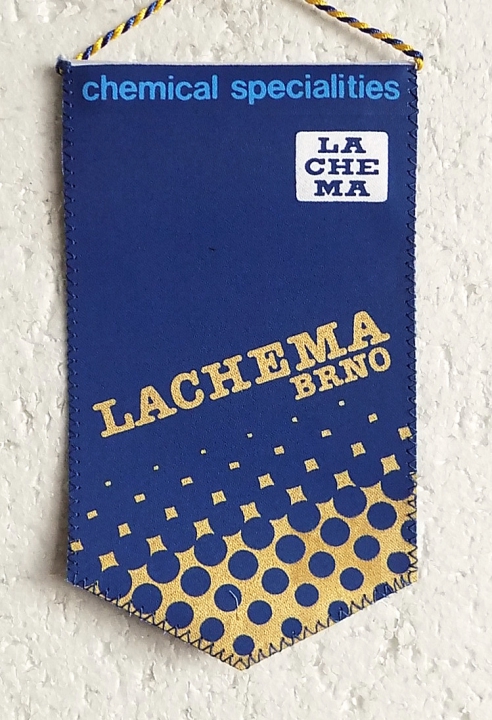 chemical specialities
LA
CHE
MA
LACHEMA
BRNO